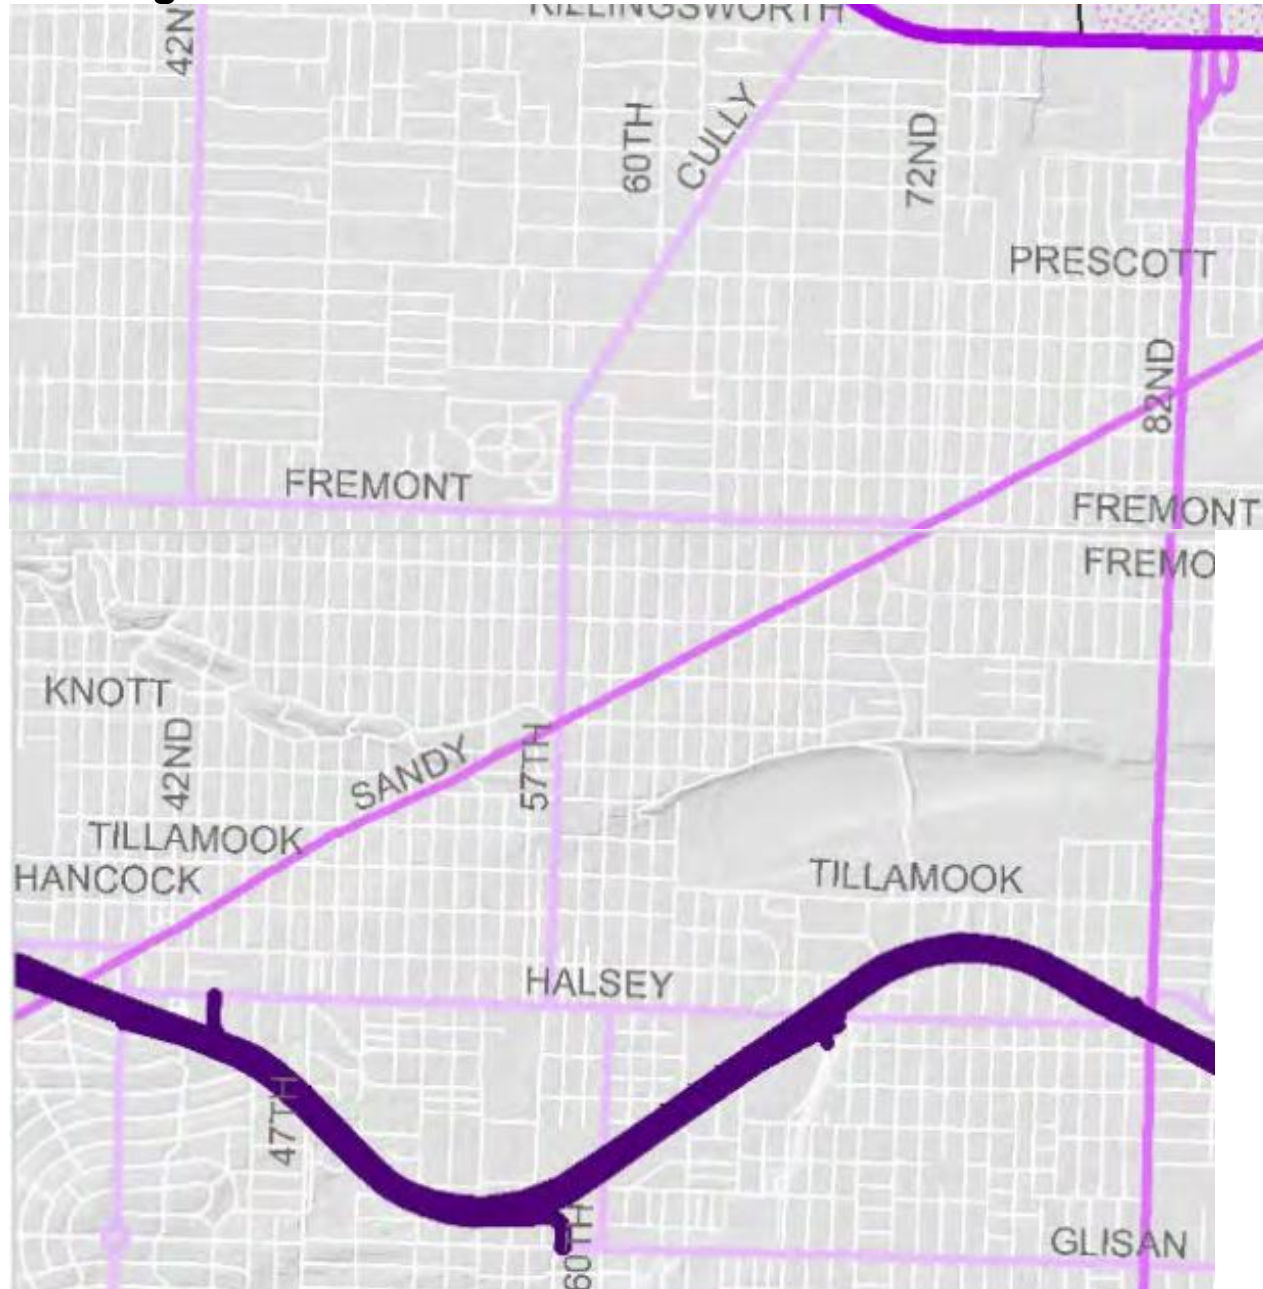 KILLINGSWORTH
42N
60TH
CULLY
72ND
PRESCOTT
82ND
FREMONT
FREMONT
FREMO
KNOTT
42ND
SANDY
57TH
TILLAMOOK
HANCOCK
TILLAMOOK
HALSEY
47TH
60TH
GLISAN